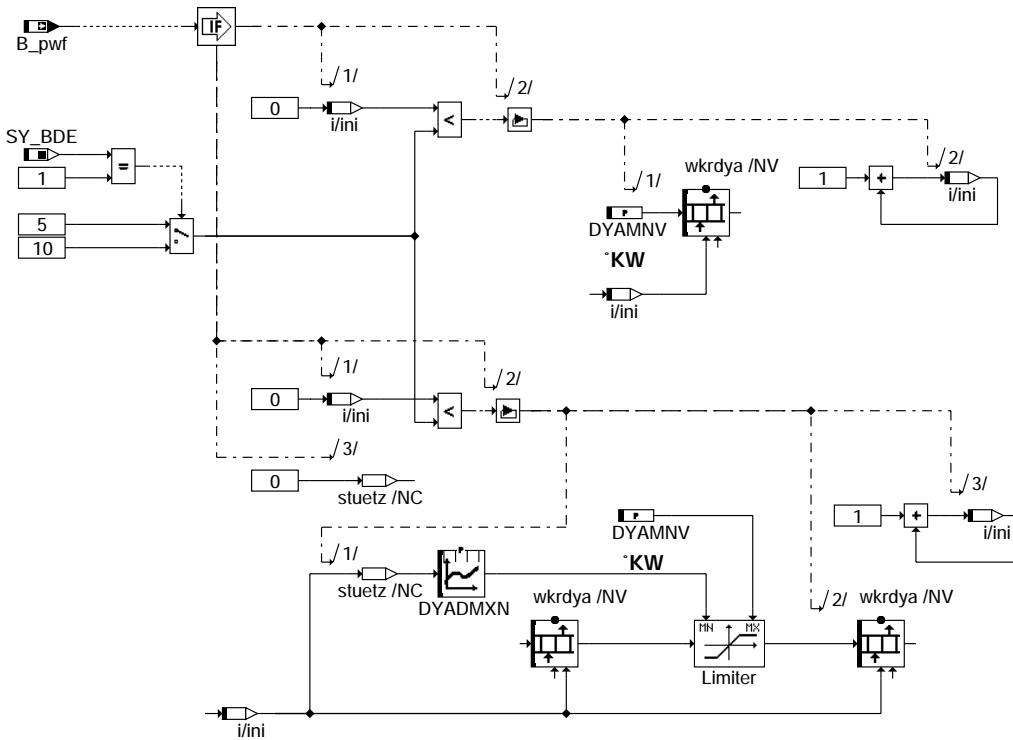 IF
B_pwf
/1/
/2/
0
i/ini
<
SY_BDE
=
1
wkrdya /NV
/2/
1
+
i/ini
/1/
P
DYAMNV
5
10
°KW
i/ini
/1/
/2/
0
i/ini
<
/3/
0
stuetz /NC
/3/
P
DYAMNV
1
+
i/ini
/1/
P
°KW
stuetz /NC
DYADMXN
wkrdya /NV
/2/
wkrdya /NV
MN
MX
Limiter
i/ini